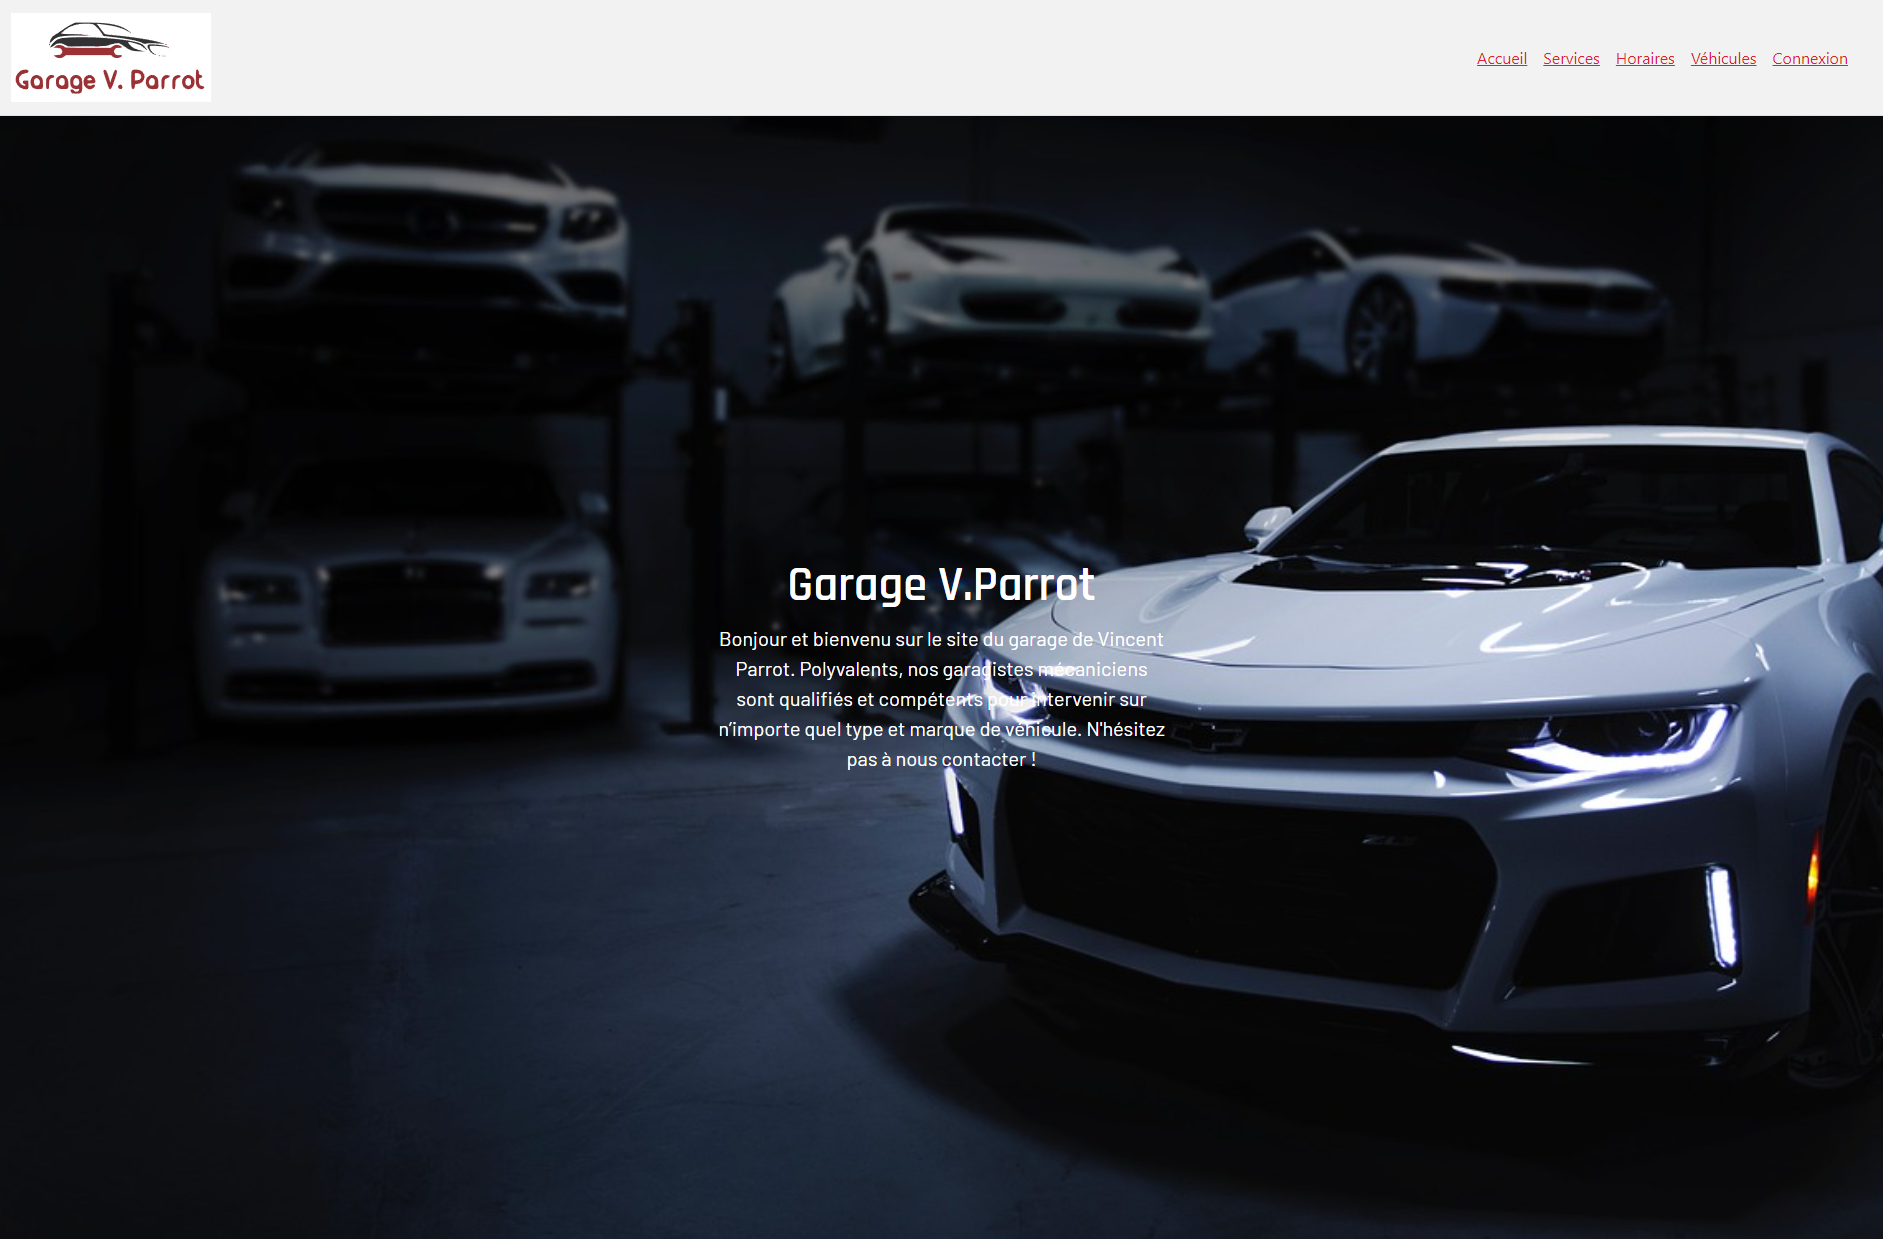 Garage V. Parrot
Accueil Services Horaires Véhicules Connexion
Garage V.Parrot
Bonjour et bienvenu sur le site du garage de Vincent
Parrot. Polyvalents, nos garagistes mécaniciens
sont qualifiés et compétents pour intervenir sur
n’importe quel type et marque de véhicule. N'hésitez
pas à nous contacter !
ZL1